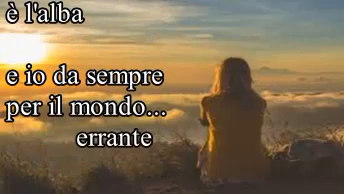 è l'alba
e io da sempre
per il mondo...
errante